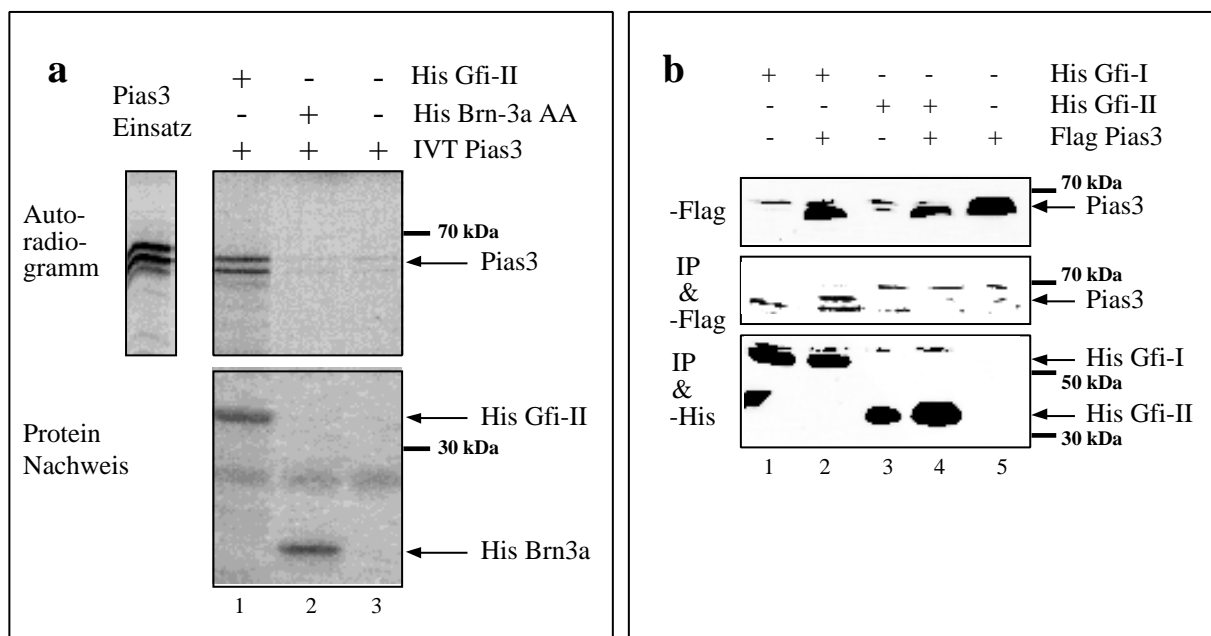 a
Pias3
Einsatz
+ - - His Gfi-II
- + - His Brn-3a AA
+ + + IVT Pias3
Auto-
radio-
gramm
70 kDa
Pias3
Protein
Nachweis
His Gfi-II
30 kDa
His Brn3a
1 2 3
b
+ + - - - His Gfi-I
- - + + - His Gfi-II
- + - + + Flag Pias3
-Flag
70 kDa
Pias3
IP
&
-Flag
70 kDa
Pias3
IP
&
-His
His Gfi-I
50 kDa
His Gfi-II
30 kDa
1 2 3 4 5